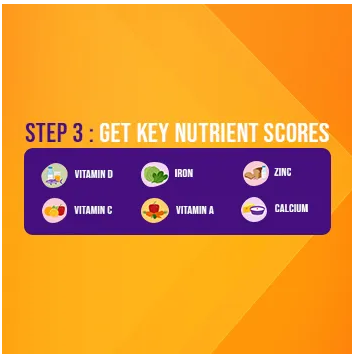 STEP 3 : GET KEY NUTRIENT SCORES
VITAMIN D IRON ZINC
VITAMIN C VITAMIN A CALCIUM